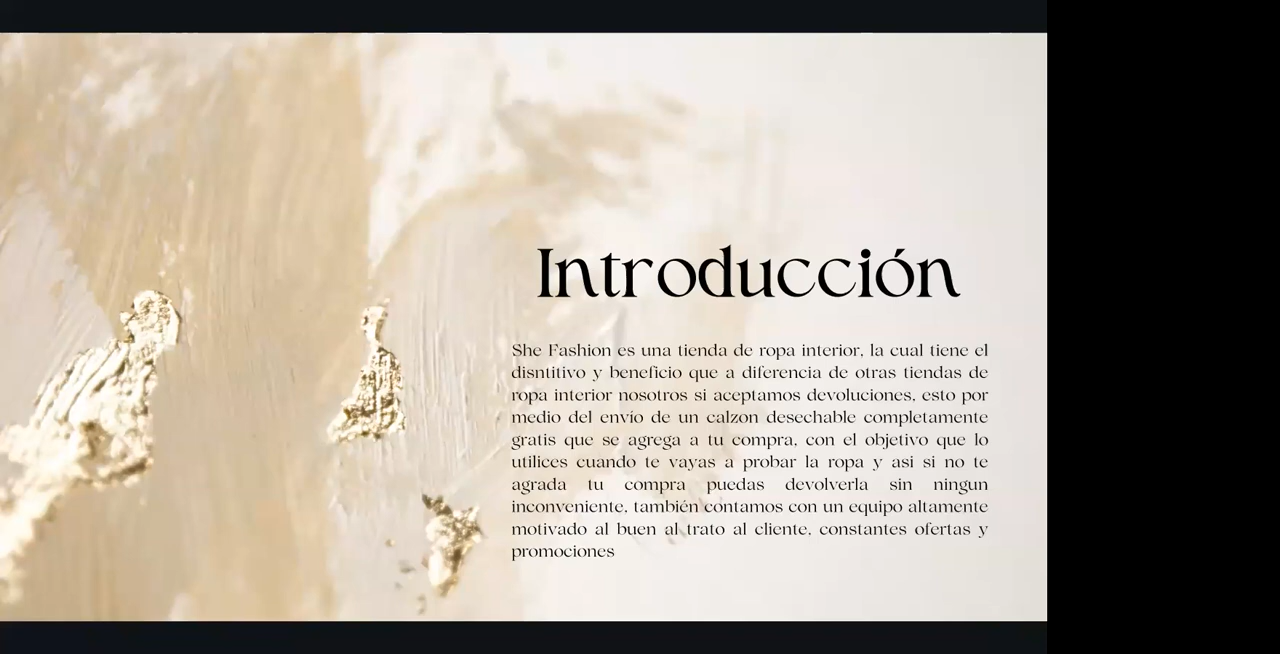 Introducción
She Fashion es una tienda de ropa interior, la cual tiene el
disntitivo y beneficio que a diferencia de otras tiendas de
ropa interior nosotros si aceptamos devoluciones, esto por
medio del envío de un calzon desechable completamente
gratis que se agrega a tu compra, con el objetivo que lo
utilices cuando te vayas a probar la ropa y asi si no te
agrada tu compra puedas devolverla sin ningun
inconveniente, también contamos con un equipo altamente
motivado al buen al trato al cliente, constantes ofertas y
promociones